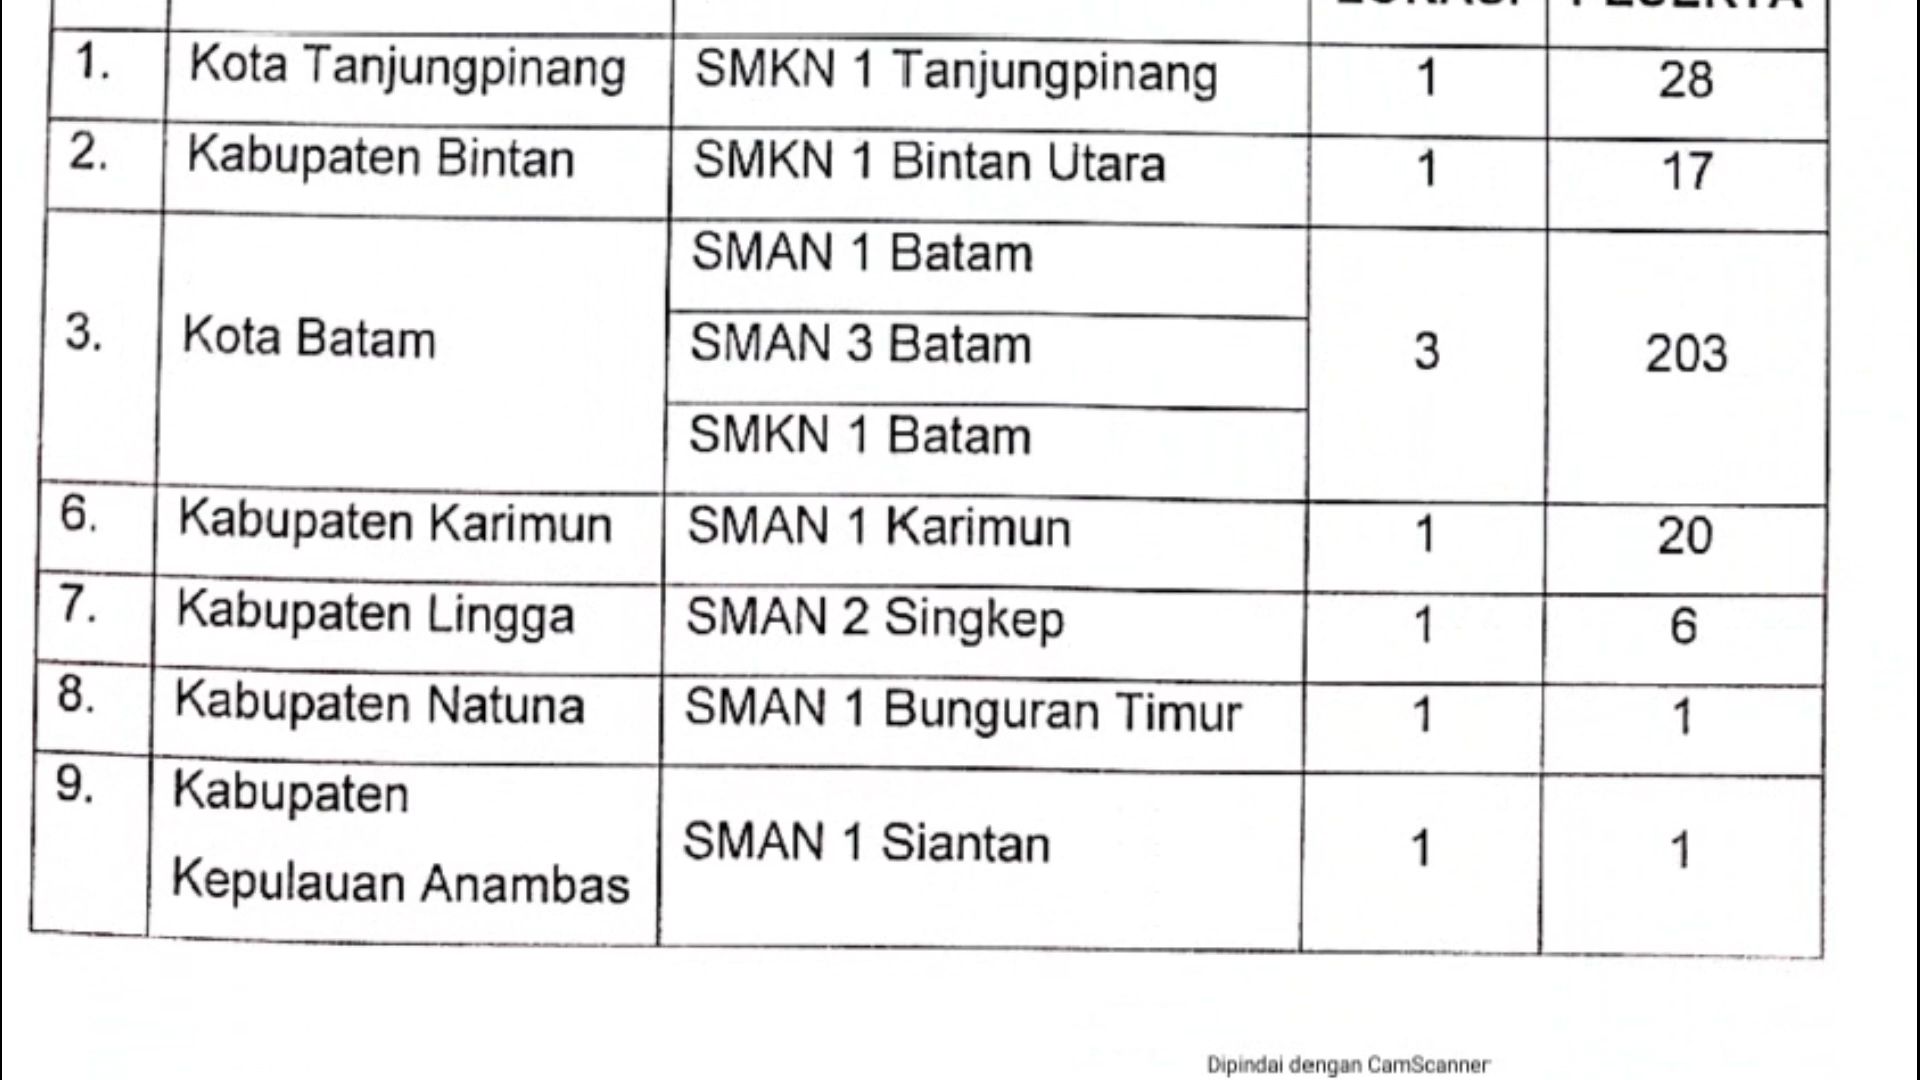 1. Kota Tanjungpinang SMKN 1 Tanjungpinang 1 28
2. Kabupaten Bintan SMKN 1 Bintan Utara 1 17
SMAN 1 Batam
3. Kota Batam SMAN 3 Batam 3 203
SMKN 1 Batam
6. Kabupaten Karimun SMAN 1 Karimun 1 20
7. Kabupaten Lingga SMAN 2 Singkep 1 6
8. Kabupaten Natuna SMAN 1 Bunguran Timur 1 1
9. Kabupaten
Kepulauan Anambas SMAN 1 Siantan 1 1
Dipindai dengan CamScanner